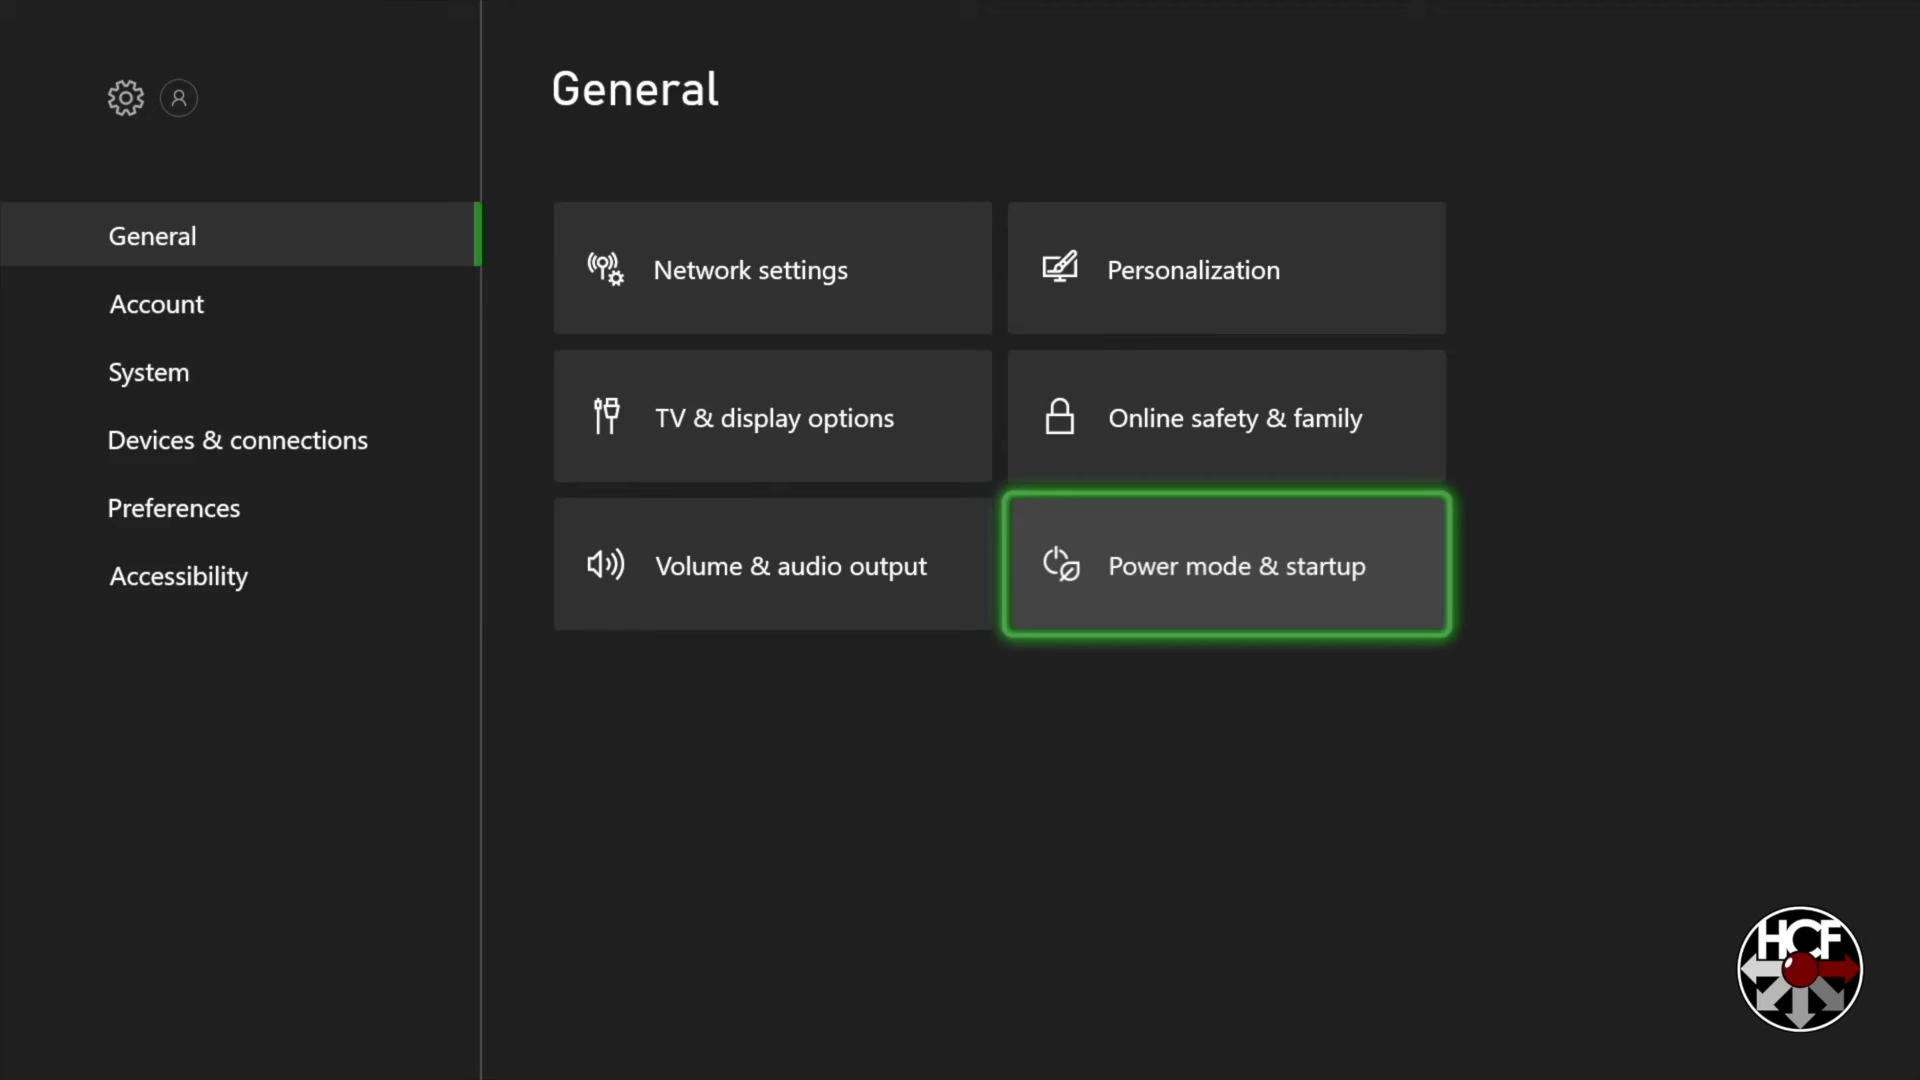 General
General
Account
System
Devices & connections
Preferences
Accessibility
Network settings
Personalization
TV & display options
Online safety & family
Volume & audio output
Power mode & startup
HCF